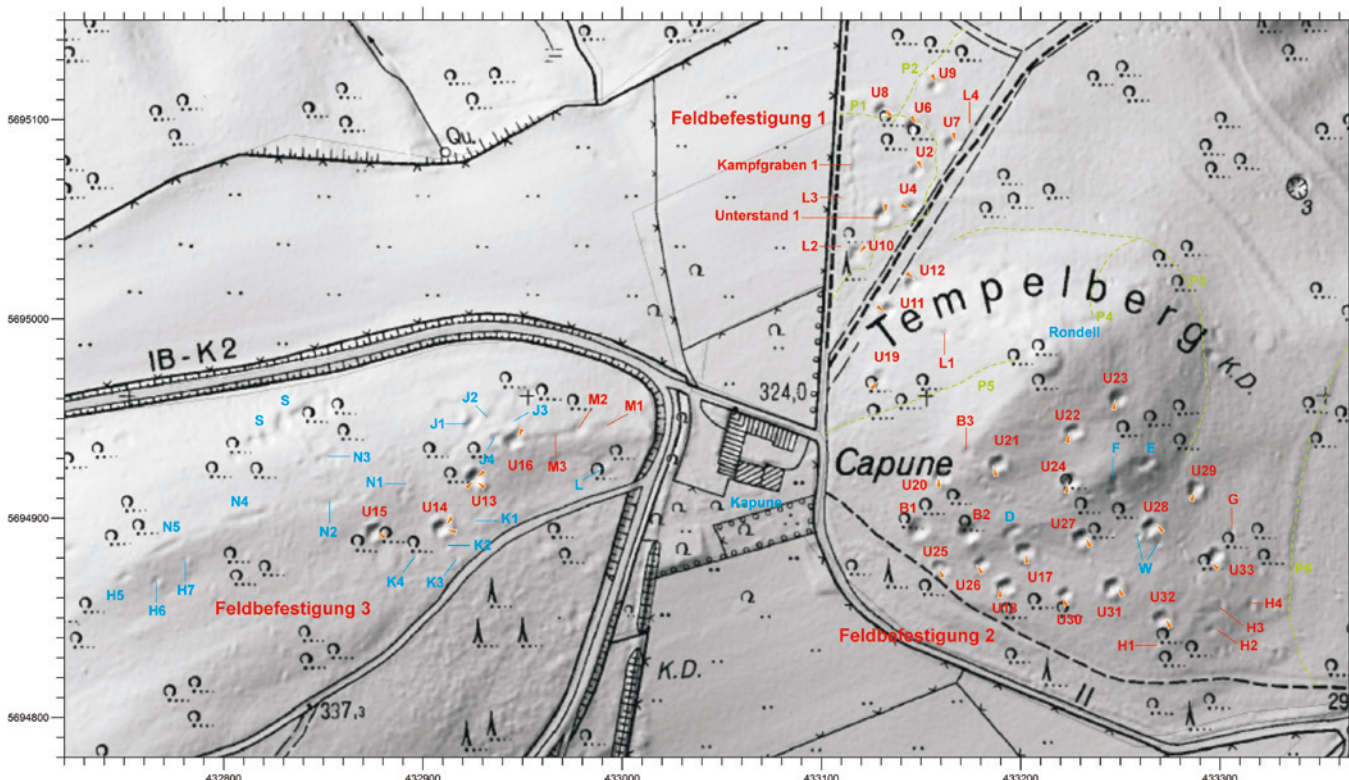 U9
P2
L4
U8
U6
P1
U7
5695100
Feldbefestigung 1
Qu.
U2
Kampfgraben 1
U4
L3
3
Unterstand 1
L2
U10
U12
P3
Tempelberg
U11
P4
5695000
Rondell
IB-K2
L1
K.D.
U19
P5
324,0
U23
J2
M2
M1
S
J3
J1
U22
S
B3
U21
F
E
N3
J4
U16
M3
Capune
U24
U29
N1
L
U20
N4
U13
Kapune
G
U14
B1
B2
U28
5694900
U15
K1
D
U27
N5
N2
K2
U25
W
U33
K4
K3
U26
U17
P6
H5
H7
U32
H6
Feldbefestigung 3
U18
U30
U31
H4
H3
Feldbefestigung 2
H1
H2
K.D.
II
337,3
29
5694800
432800
432900
433000
433100
433200
433300